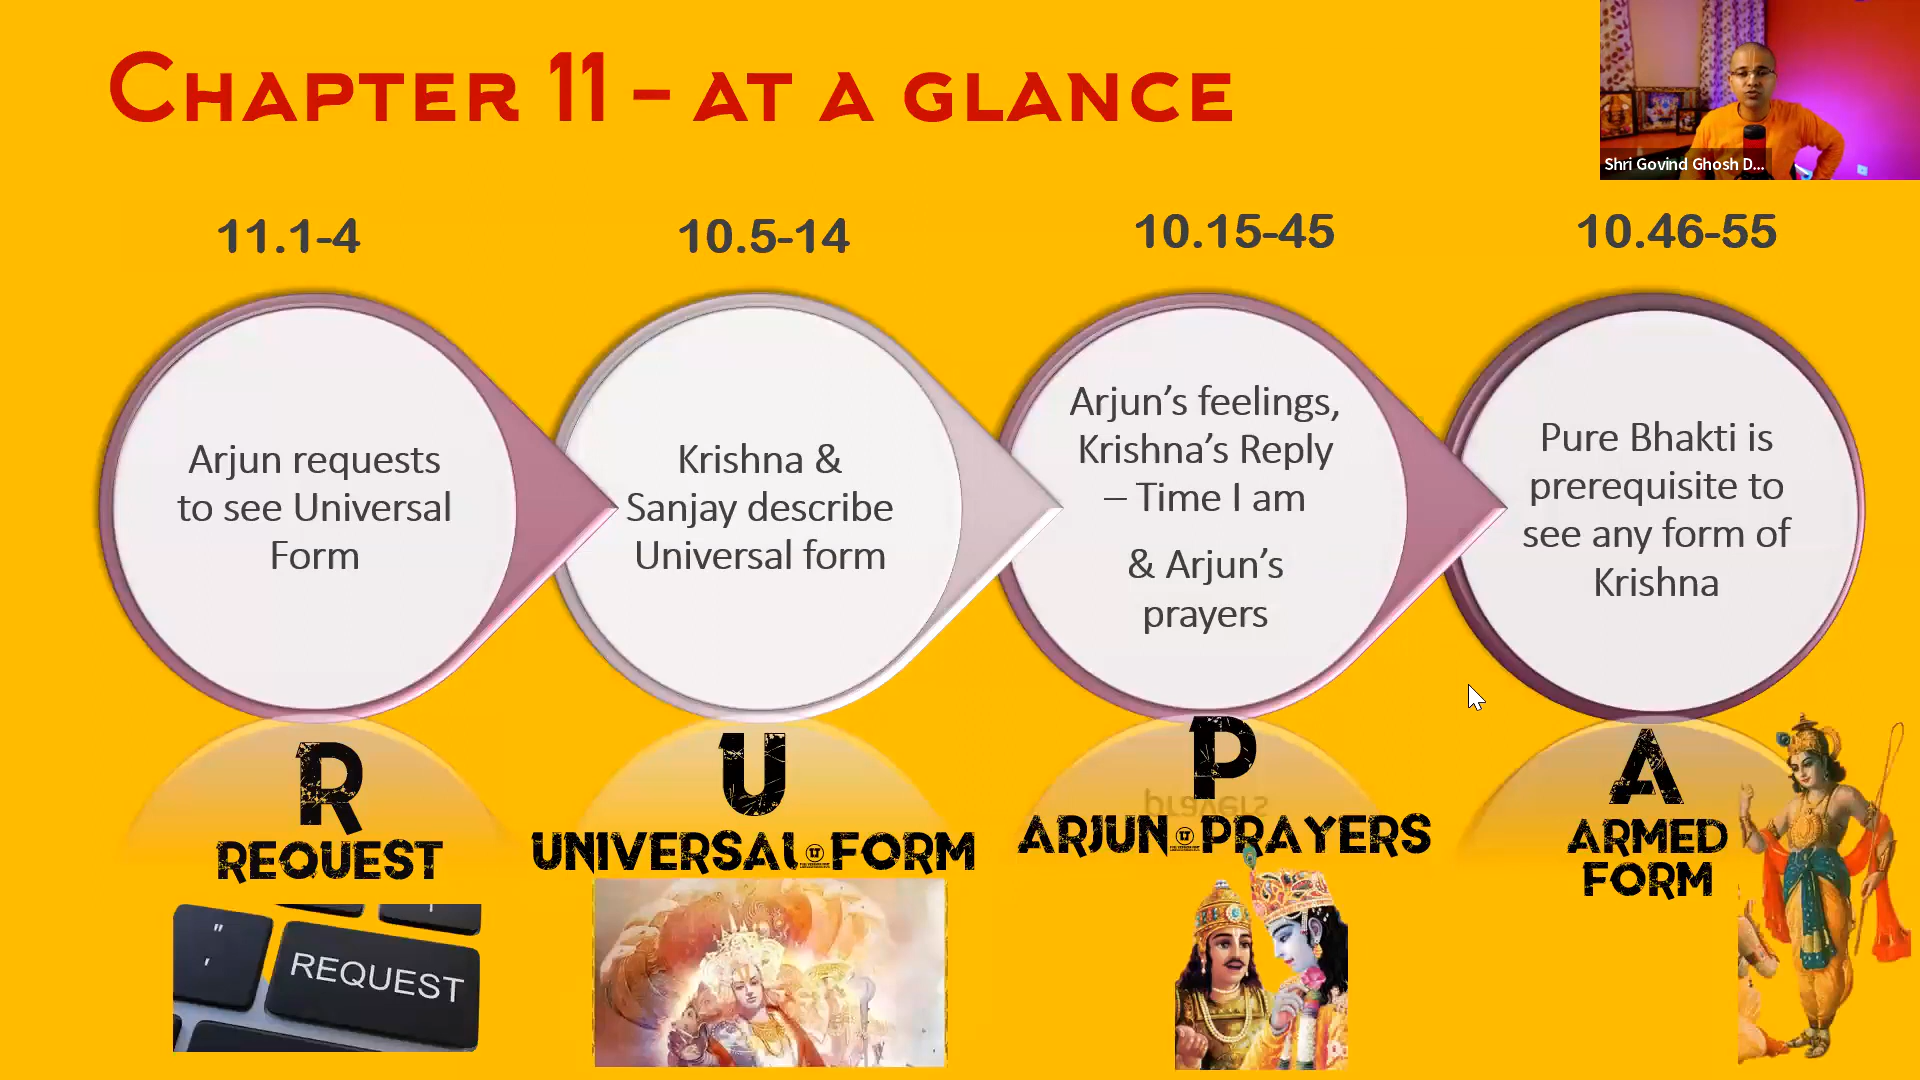 Chapter 11 – at a glance
Shri Govind Ghosh D...
11.1-4
10.5-14
10.15-45
10.46-55
Arjun requests
to see Universal
Form
Krishna &
Sanjay describe
Universal form
Arjun’s feelings,
Krishna’s Reply
– Time I am
& Arjun’s
prayers
Pure Bhakti is
prerequisite to
see any form of
Krishna
R
REQUEST
U
UNIVERSAL FORM
P
prayers
ARJUN PRAYERS
A
ARMED
FORM
"
,
REQUEST